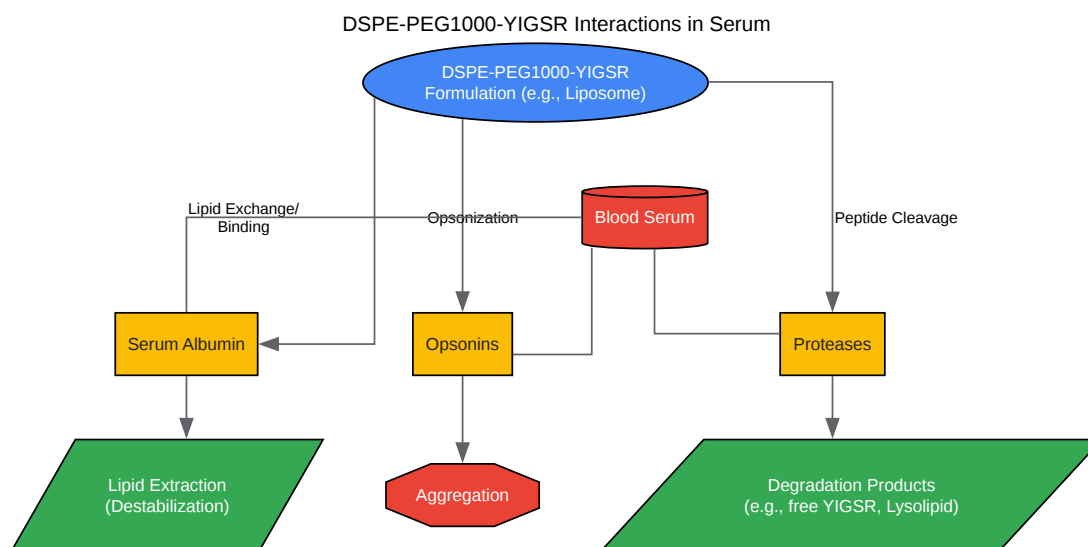 DSPE-PEG1000-YIGSR Interactions in Serum
DSPE-PEG1000-YIGSR
Formulation (e.g., Liposome)
Lipid Exchange/
Binding
Opsonization
Blood Serum
Peptide Cleavage
Serum Albumin
Opsonins
Proteases
Lipid Extraction
(Destabilization)
Aggregation
Degradation Products
(e.g., free YIGSR, Lysolipid)